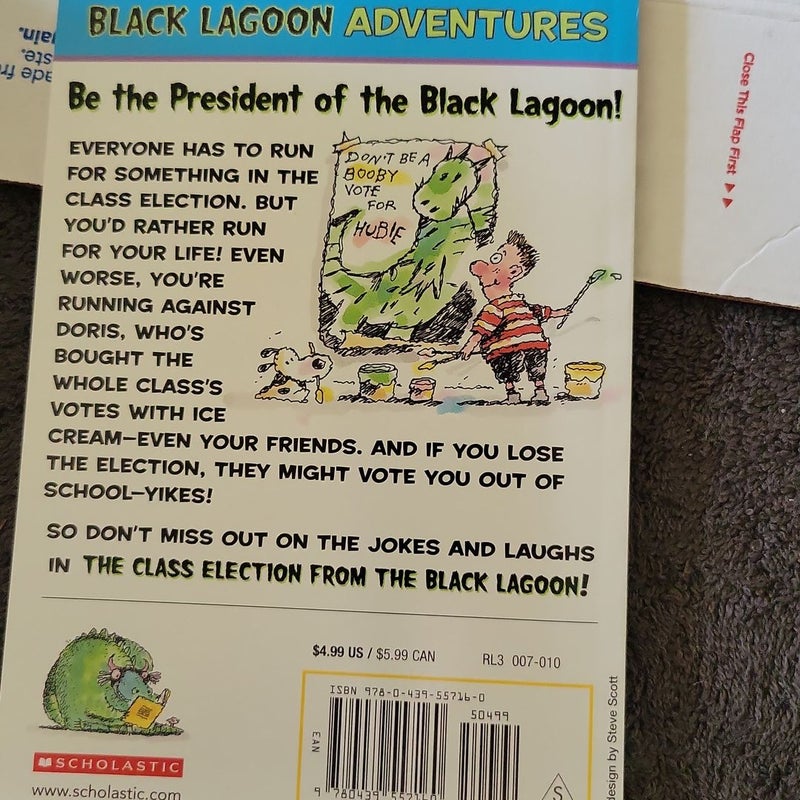 BLACK LAGOON ADVENTURES
Be the President of the Black Lagoon!
EVERYONE HAS TO RUN
FOR SOMETHING IN THE
CLASS ELECTION. BUT
YOU'D RATHER RUN
FOR YOUR LIFE! EVEN
WORSE, YOU'RE
RUNNING AGAINST
DORIS, WHO'S
BOUGHT THE
WHOLE CLASS'S
VOTES WITH ICE
CREAM—EVEN YOUR FRIENDS. AND IF YOU LOSE
THE ELECTION, THEY MIGHT VOTE YOU OUT OF
SCHOOL—YIKES!
DON'T BE A
BOOBY
VOTE
FOR
HUBIE
SO DON'T MISS OUT ON THE JOKES AND LAUGHS
IN THE CLASS ELECTION FROM THE BLACK LAGOON!
$4.99 US / $5.99 CAN
RL3 007-010
ISBN 978-0-439-55716-0
50499
EAN
9 780439 557160
S
design by Steve Scott
SCHOLASTIC
www.scholastic.com
Close This Flap First